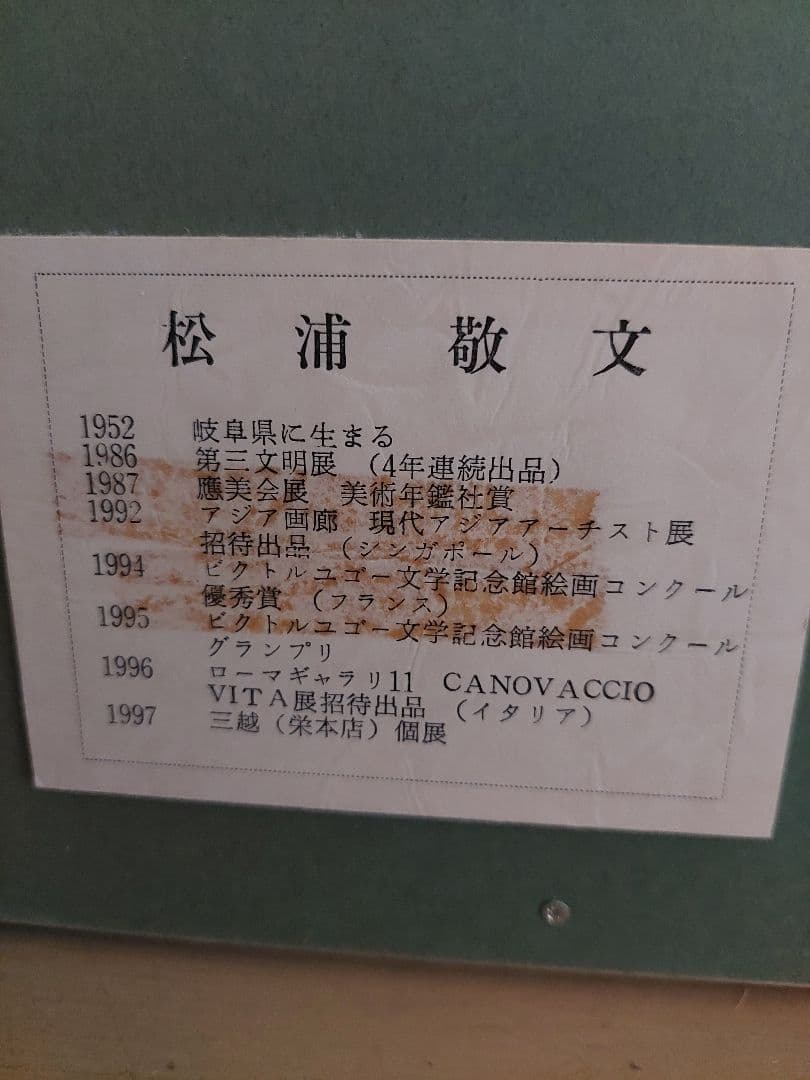 松浦敬文
1952 岐阜県に生まる
1986 第三文明展 (4年連続出品)
1987 應美会展 美術年鑑社賞
1992 アジア画廊 現代アジアアーチスト展
招待出品 (シンガポール)
1994 ビクトルユゴー文学記念館絵画コンクール
優秀賞 (フランス)
1995 ビクトルユゴー文学記念館絵画コンクール
グランプリ
1996 ローマギャラリ11 CANOVACCIO
VITA展招待出品 (イタリア)
1997 三越(栄本店)個展